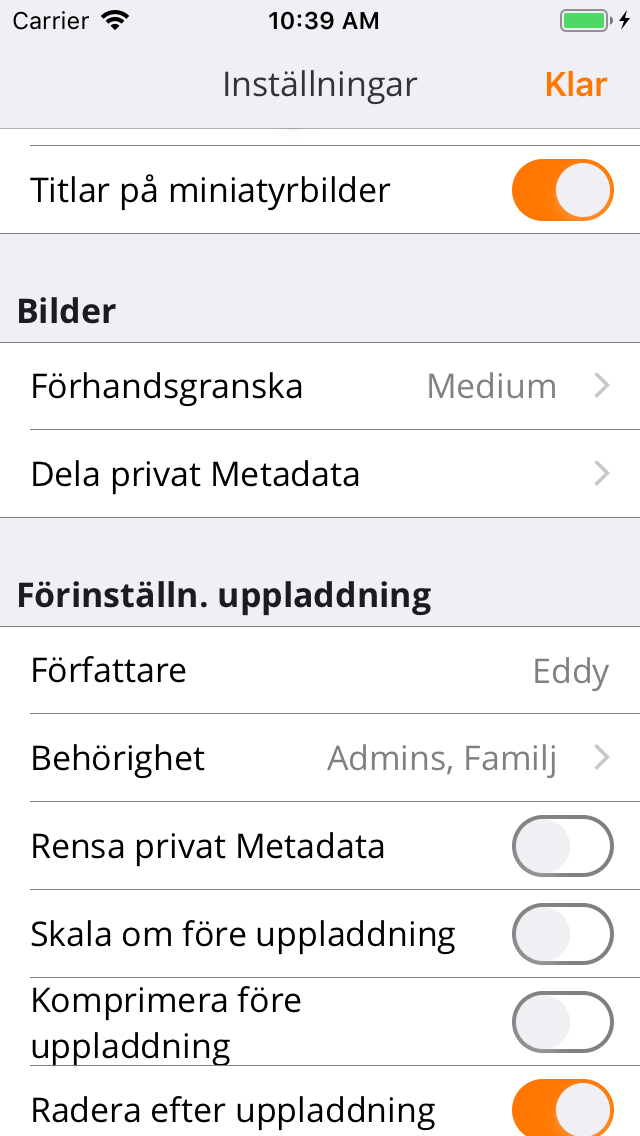 Carrier 10:39 AM
Inställningar Klar
Titlar på miniatyrbilder
Bilder
Förhandsgranska Medium
Dela privat Metadata
Förinställn. uppladdning
Författare Eddy
Behörighet Admins, Familj
Rensa privat Metadata
Skala om före uppladdning
Komprimera före
uppladdning
Radera efter uppladdning